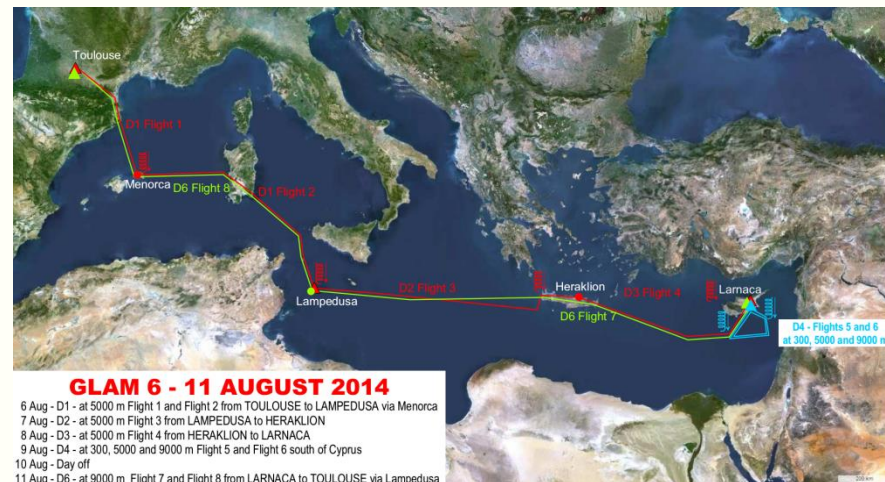 Toulouse
D1 Flight 1
Menorca
D6 Flight 8
D1 Flight 2
Lampedusa
D2 Flight 3
Heraklion
D3 Flight 4
D6 Flight 7
Larnaca
D4 - Flights 5 and 6
at 300, 5000 and 9000 m
GLAM 6 - 11 AUGUST 2014
6 Aug - D1 - at 5000 m Flight 1 and Flight 2 from TOULOUSE to LAMPEDUSA via Menorca
7 Aug - D2 - at 5000 m Flight 3 from LAMPEDUSA to HERAKLION
8 Aug - D3 - at 5000 m Flight 4 from HERAKLION to LARNACA
9 Aug - D4 - at 300, 5000 and 9000 m Flight 5 and Flight 6 south of Cyprus
10 Aug - Day off
11 Aug - D6 - at 9000 m Flight 7 and Flight 8 from LARNACA to TOULOUSE via Lampedusa